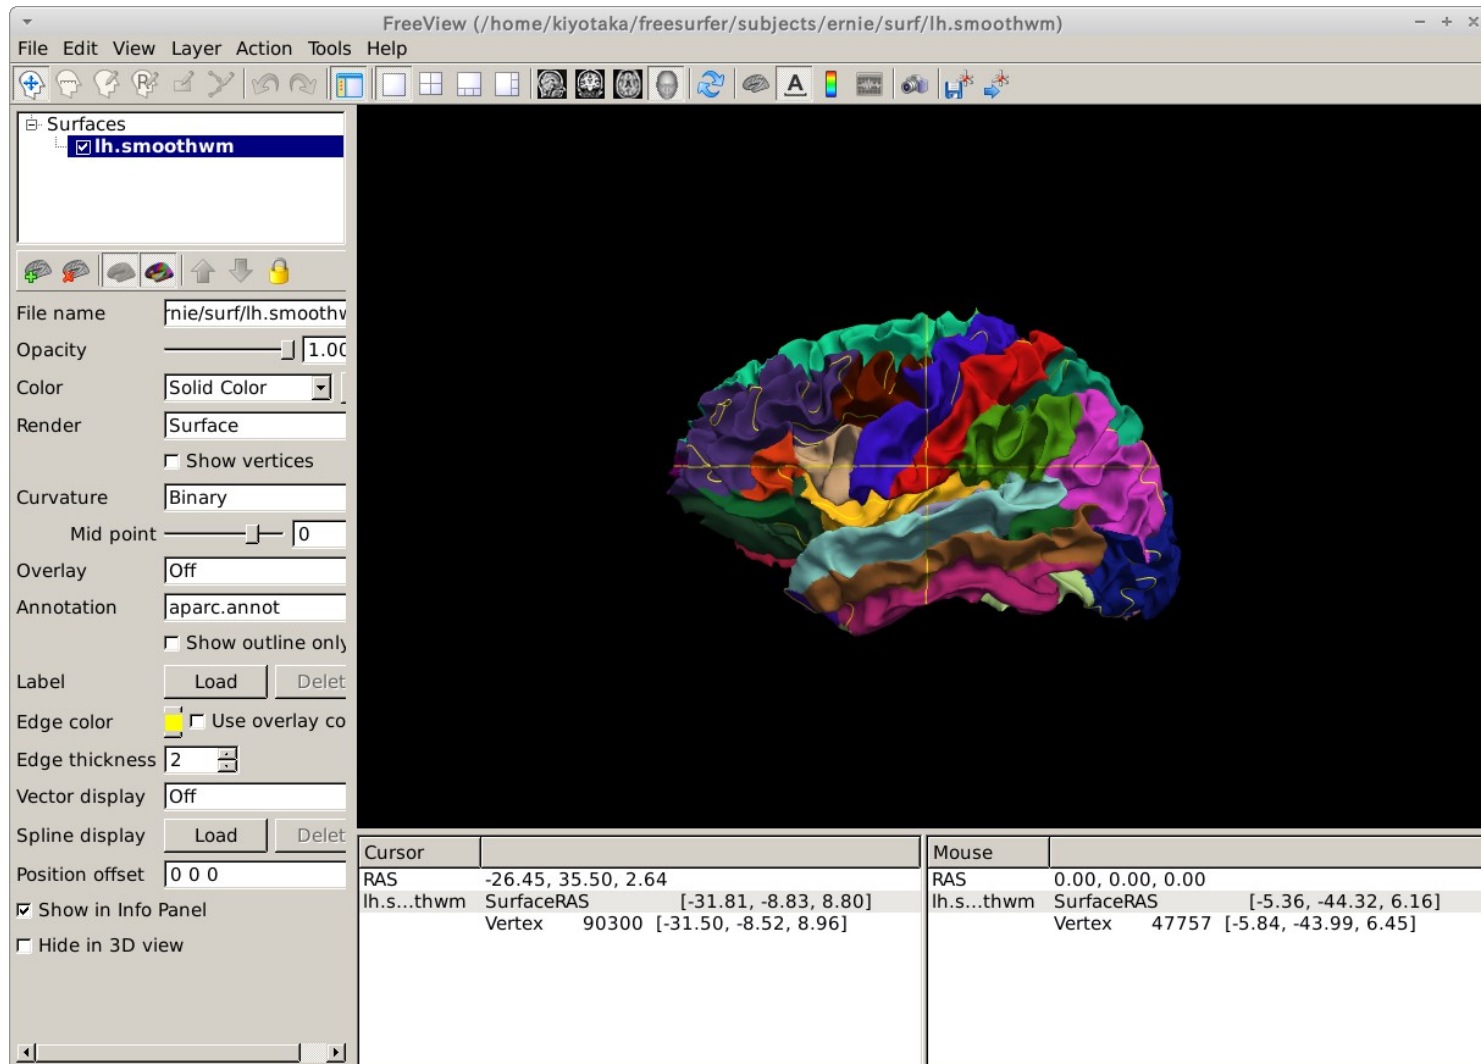 FreeView (/home/kiyotaka/freesurfer/subjects/ernie/surf/lh.smoothwm)
File Edit View Layer Action Tools Help
Surfaces
lh.smoothwm
File name rnie/surf/lh.smoothw
Opacity 1.00
Color Solid Color
Render Surface
Show vertices
Curvature Binary
Mid point 0
Overlay Off
Annotation aparc.annot
Show outline only
Label Load Delet
Edge color Use overlay co
Edge thickness 2
Vector display Off
Spline display Load Delet
Position offset 0 0 0
Show in Info Panel
Hide in 3D view
Cursor
RAS -26.45, 35.50, 2.64
lh.s...thwm SurfaceRAS [-31.81, -8.83, 8.80]
Vertex 90300 [-31.50, -8.52, 8.96]
Mouse
RAS 0.00, 0.00, 0.00
lh.s...thwm SurfaceRAS [-5.36, -44.32, 6.16]
Vertex 47757 [-5.84, -43.99, 6.45]